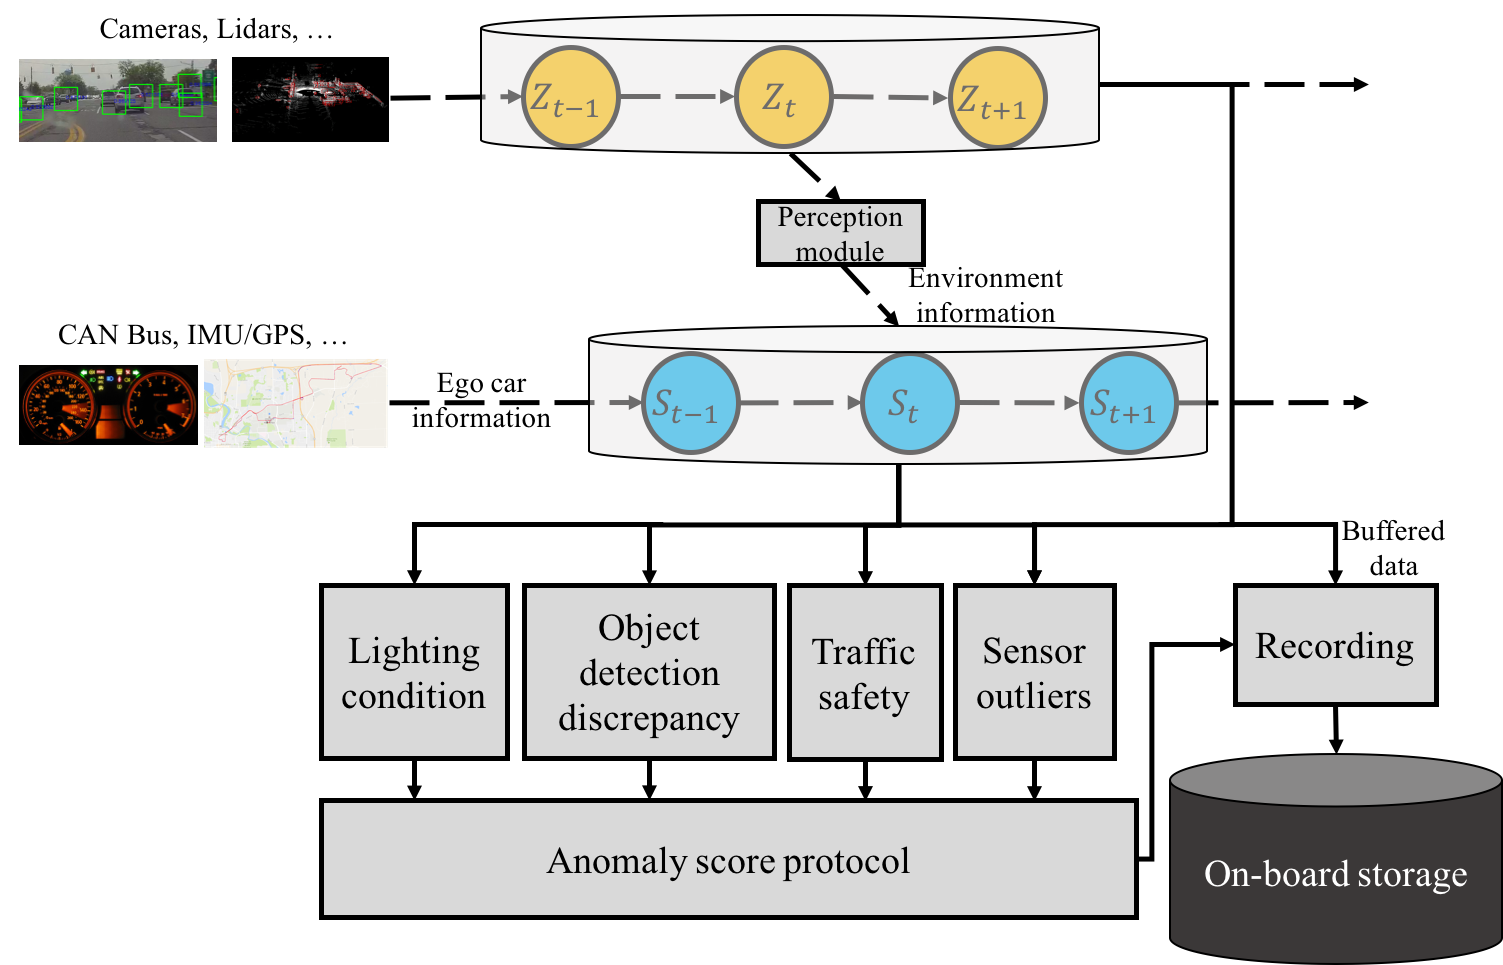 Cameras, Lidars, …
Z_{t−1}
Z_t
Z_{t+1}
Perception
module
Environment
information
CAN Bus, IMU/GPS, …
Ego car
information
S_{t−1}
S_t
S_{t+1}
Buffered
data
Lighting
condition
Object
detection
discrepancy
Traffic
safety
Sensor
outliers
Recording
Anomaly score protocol
On-board storage